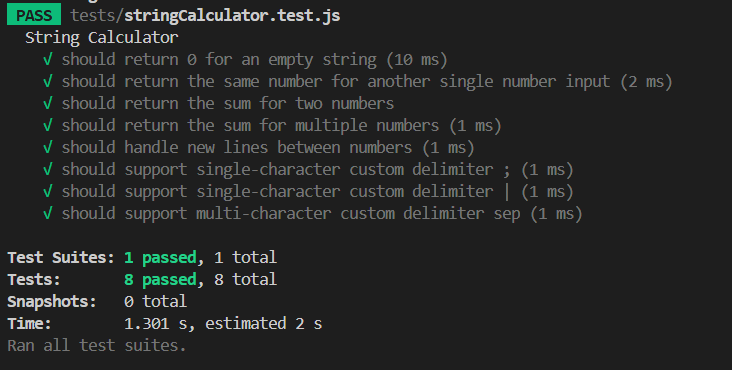 PASS tests/stringCalculator.test.js
String Calculator
√ should return 0 for an empty string (10 ms)
√ should return the same number for another single number input (2 ms)
√ should return the sum for two numbers
√ should return the sum for multiple numbers (1 ms)
√ should handle new lines between numbers (1 ms)
√ should support single-character custom delimiter ; (1 ms)
√ should support single-character custom delimiter | (1 ms)
√ should support multi-character custom delimiter sep (1 ms)
Test Suites: 1 passed, 1 total
Tests: 8 passed, 8 total
Snapshots: 0 total
Time: 1.301 s, estimated 2 s
Ran all test suites.